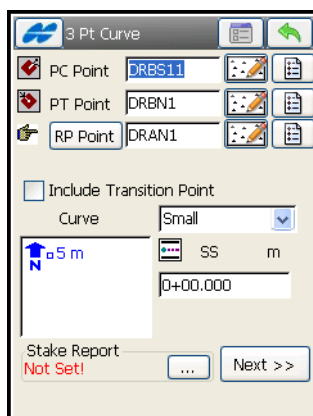 3 Pt Curve
PC Point DRBS11
PT Point DRBN1
RP Point DRAN1
Include Transition Point
Curve Small
5 m SS m
N
0+00.000
Stake Report
Not Set! ... Next >>